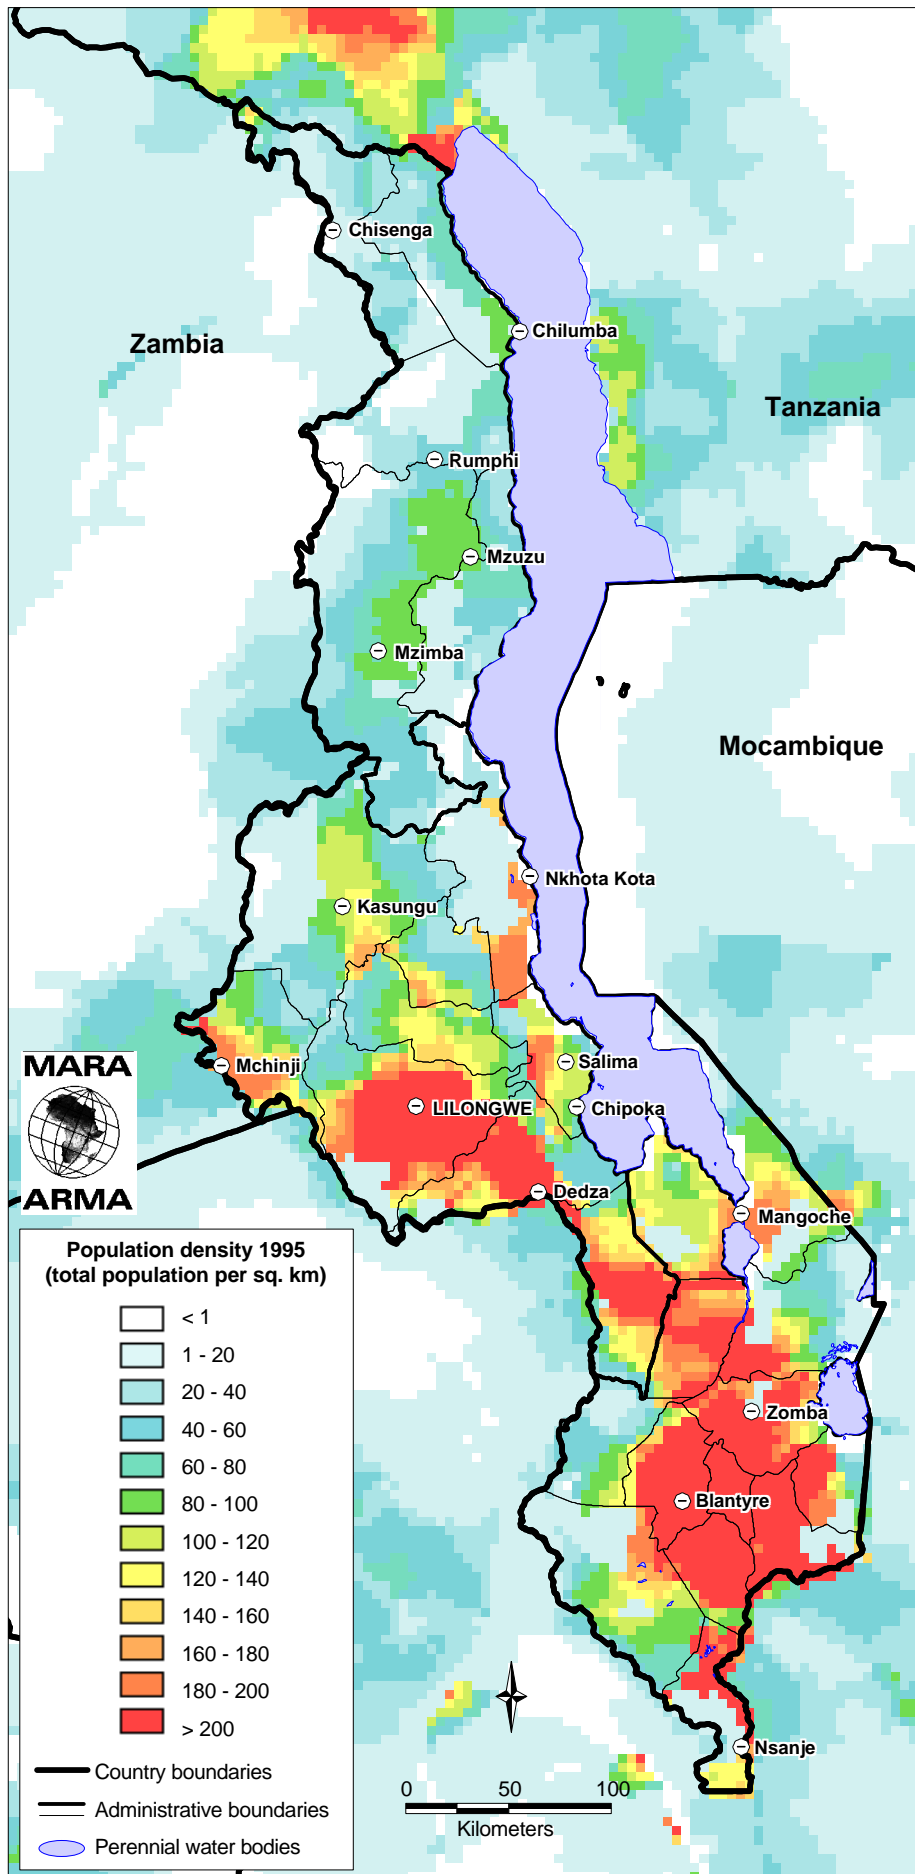 Chisenga
Chilumba
Zambia
Tanzania
Rumphi
Mzuzu
Mzimba
Mocambique
Nkhota Kota
Kasungu
Salima
Mchinji
LILONGWE
Chipoka
MARA
ARMA
Dedza
Mangoche
Zomba
Blantyre
Nsanje
Population density 1995
(total population per sq. km)
< 1
1 - 20
20 - 40
40 - 60
60 - 80
80 - 100
100 - 120
120 - 140
140 - 160
160 - 180
180 - 200
> 200
Country boundaries
Administrative boundaries
Perennial water bodies
0 50 100
Kilometers